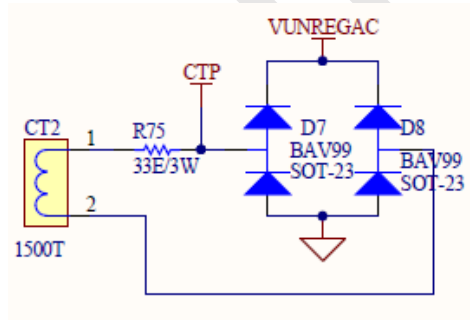 VUNREGAC
CTP
CT2
1
R75
33E/3W
D7
BAV99
SOT-23
D8
BAV99
SOT-23
2
1500T